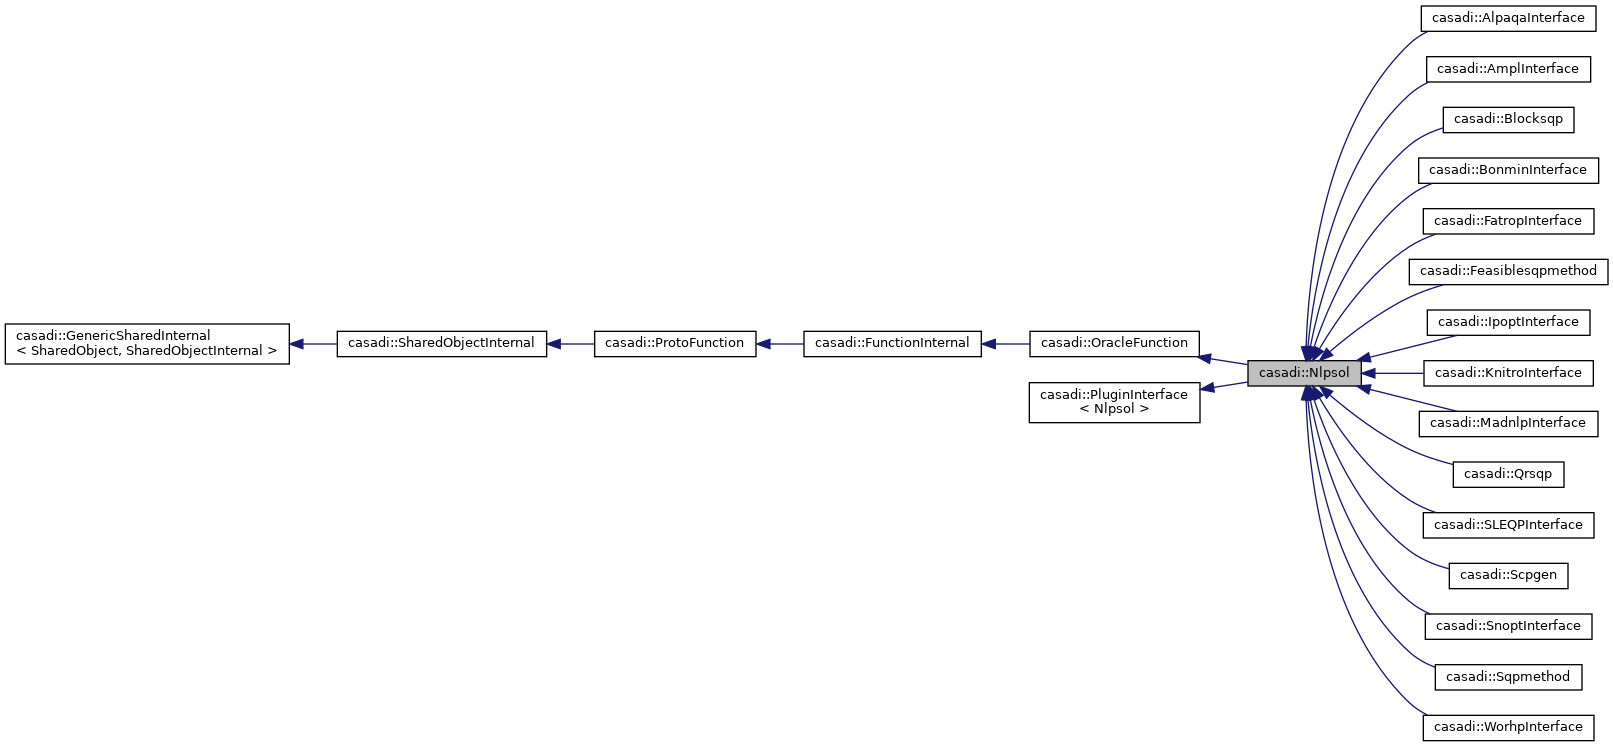 casadi::AlpaqaInterface
casadi::AmplInterface
casadi::Blocksqp
casadi::BonminInterface
casadi::FatropInterface
casadi::Feasiblesqpmethod
casadi::IpoptInterface
casadi::GenericSharedInternal
< SharedObject, SharedObjectInternal >
casadi::SharedObjectInternal
casadi::ProtoFunction
casadi::FunctionInternal
casadi::OracleFunction
casadi::PluginInterface
< Nlpsol >
casadi::Nlpsol
casadi::KnitroInterface
casadi::MadnlpInterface
casadi::Qrsqp
casadi::SLEQPInterface
casadi::Scpgen
casadi::SnoptInterface
casadi::Sqpmethod
casadi::WorhpInterface